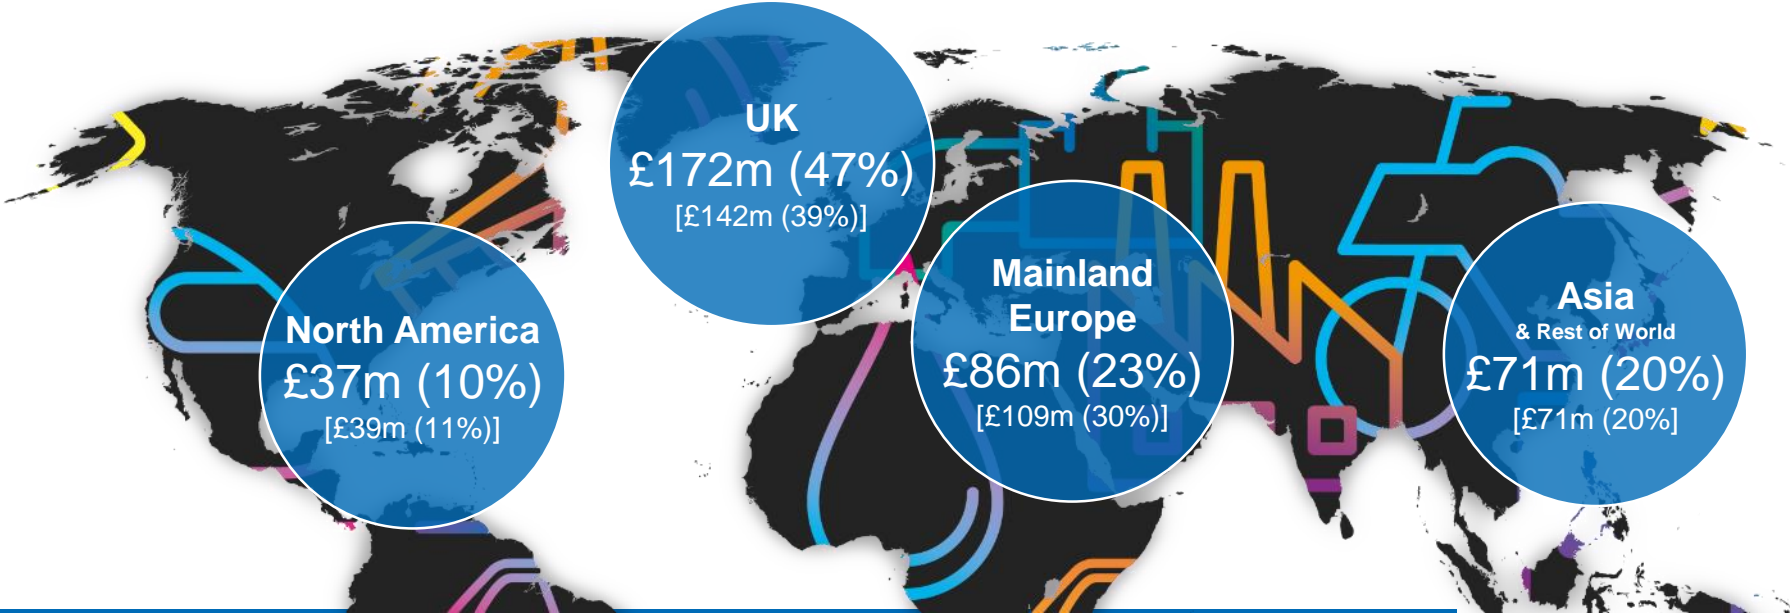 UK
£172m (47%)
[£142m (39%)]
North America
£37m (10%)
[£39m (11%)]
Mainland
Europe
£86m (23%)
[£109m (30%)]
Asia
& Rest of World
£71m (20%)
[£71m (20%]